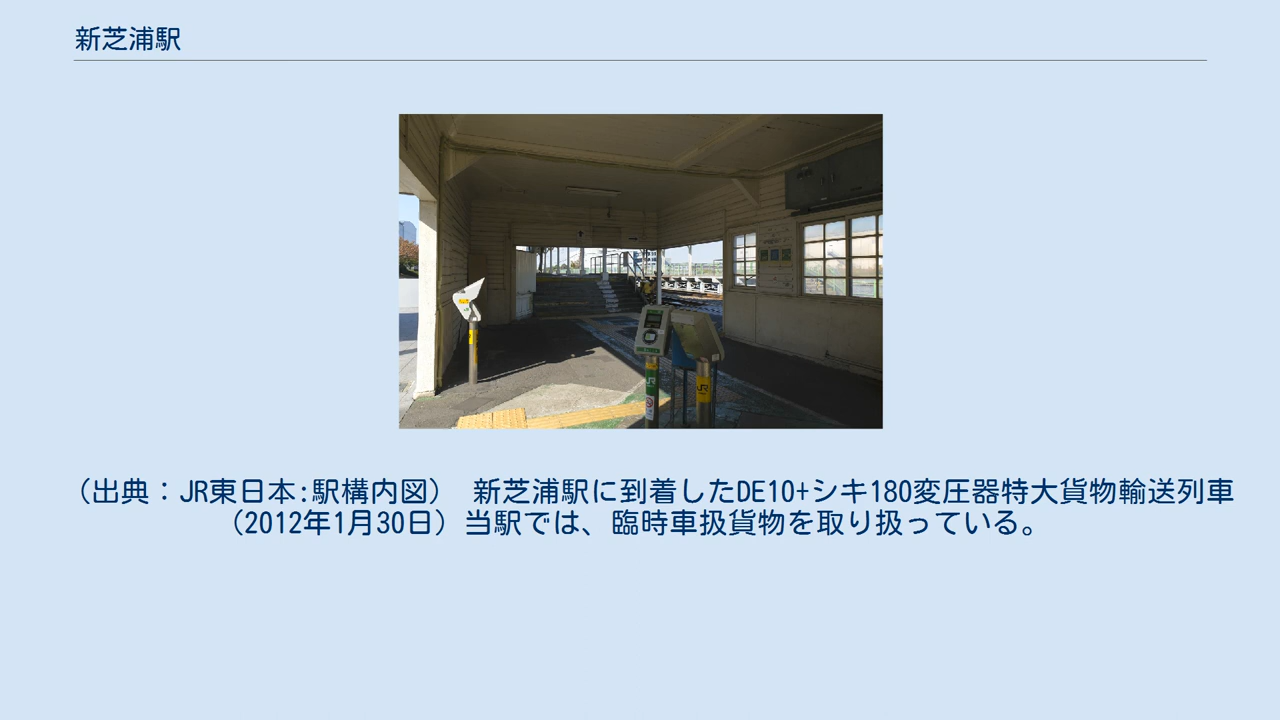 新芝浦駅
JR
JR
（出典：JR東日本:駅構内図） 新芝浦駅に到着したDE10+シキ180変圧器特大貨物輸送列車
（2012年1月30日）当駅では、臨時車扱貨物を取り扱っている。